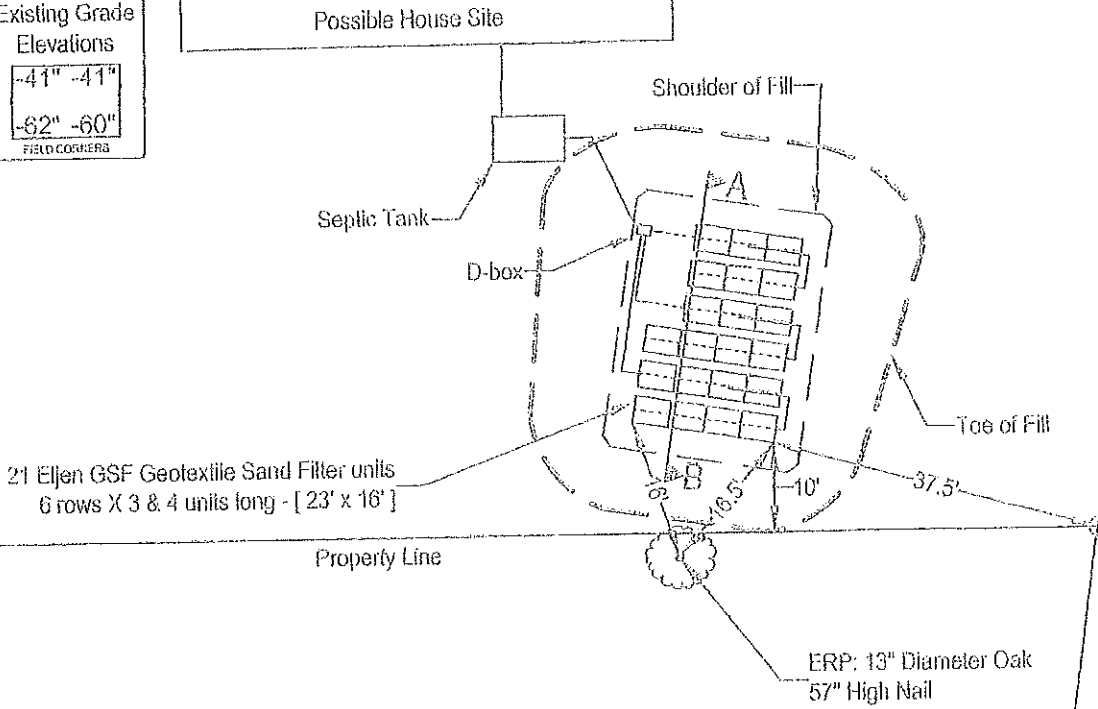 Existing Grade
Elevations
-41" -41"
-62" -60"
FIELD CORNERS
Possible House Site
Shoulder of Fill
A
Septic Tank
D-box
Toe of Fill
21 Eljen GSF Geotextile Sand Filter units
6 rows X 3 & 4 units long - [ 23' x 16' ]
B
16.5'
10'
37.5'
Property Line
ERP: 13" Diameter Oak
57" High Nail